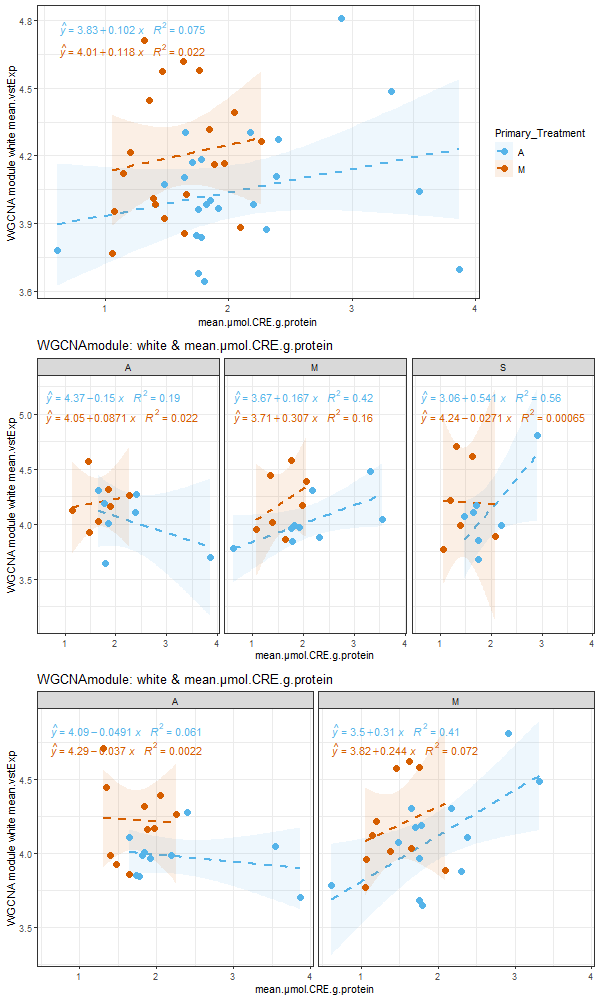 4.8
4.5
4.2
3.9
3.6
ŷ = 3.83 + 0.102 x R² = 0.075
ŷ = 4.01 + 0.118 x R² = 0.022
WGCNA module white mean.vstExp
1 2 3 4
mean.µmol.CRE.g.protein
Primary_Treatment
A
M
WGCNAmodule: white & mean.µmol.CRE.g.protein
A M S
ŷ = 4.37 - 0.15 x R² = 0.19
ŷ = 4.05 + 0.0871 x R² = 0.022
ŷ = 3.67 + 0.167 x R² = 0.42
ŷ = 3.71 + 0.307 x R² = 0.16
ŷ = 3.06 + 0.541 x R² = 0.56
ŷ = 4.24 - 0.0271 x R² = 0.00065
5.0
4.5
4.0
3.5
WGCNA module white mean.vstExp
1 2 3 4 1 2 3 4 1 2 3 4
mean.µmol.CRE.g.protein
WGCNAmodule: white & mean.µmol.CRE.g.protein
A M
ŷ = 4.09 - 0.0491 x R² = 0.061
ŷ = 4.29 - 0.037 x R² = 0.0022
ŷ = 3.5 + 0.31 x R² = 0.41
ŷ = 3.82 + 0.244 x R² = 0.072
4.5
4.0
3.5
WGCNA module white mean.vstExp
1 2 3 4 1 2 3 4
mean.µmol.CRE.g.protein